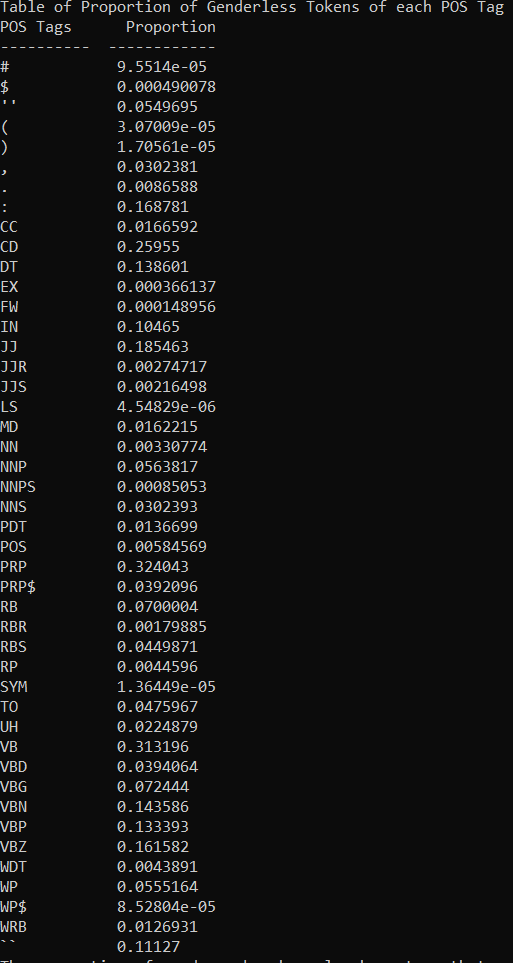 Table of Proportion of Genderless Tokens of each POS Tag
POS Tags      Proportion
----------  ------------
#           9.5514e-05
$           0.000490078
''          0.0549695
(           3.07009e-05
)           1.70561e-05
,           0.0302381
.           0.0086588
:           0.168781
CC          0.0166592
CD          0.25955
DT          0.138601
EX          0.000366137
FW          0.000148956
IN          0.10465
JJ          0.185463
JJR         0.00274717
JJS         0.00216498
LS          4.54829e-06
MD          0.0162215
NN          0.00330774
NNP         0.0563817
NNPS        0.00085053
NNS         0.0302393
PDT         0.0136699
POS         0.00584569
PRP         0.324043
PRP$        0.0392096
RB          0.0700004
RBR         0.00179885
RBS         0.0449871
RP          0.0044596
SYM         1.36449e-05
TO          0.0475967
UH          0.0224879
VB          0.313196
VBD         0.0394064
VBG         0.072444
VBN         0.143586
VBP         0.133393
VBZ         0.161582
WDT         0.0043891
WP          0.0555164
WP$         8.52804e-05
WRB         0.0126931
``          0.11127